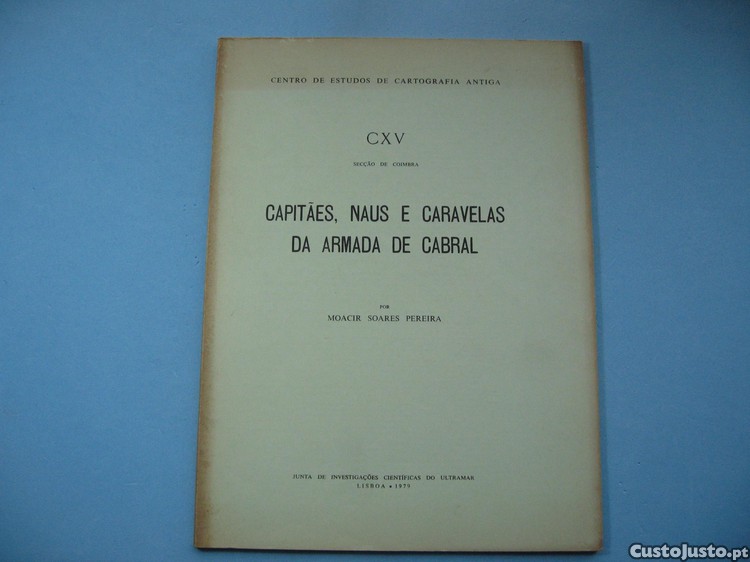 CENTRO DE ESTUDOS DE CARTOGRAFIA ANTIGA
CXV
SECÇÃO DE COIMBRA
CAPITÃES, NAUS E CARAVELAS
DA ARMADA DE CABRAL
POR
MOACIR SOARES PEREIRA
JUNTA DE INVESTIGAÇÕES CIENTÍFICAS DO ULTRAMAR
LISBOA • 1979
CustoJusto.pt